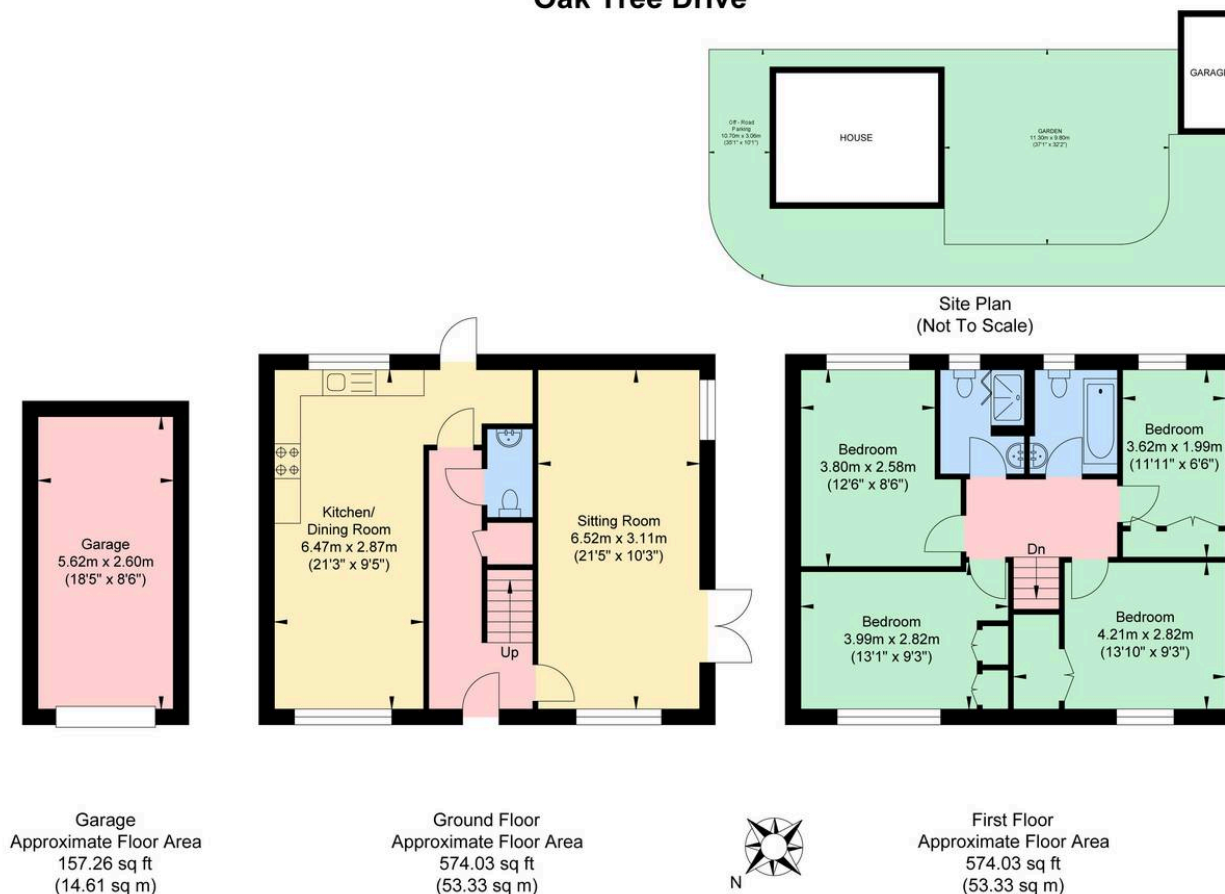 Oak Tree Drive
GARAGE
Off - Road
Parking
10.70m x 3.06m
(35'1" x 10'1")
HOUSE
GARDEN
11.30m x 9.80m
(37'1" x 32'2")
Site Plan
(Not To Scale)
Garage
5.62m x 2.60m
(18'5" x 8'6")
Kitchen/
Dining Room
6.47m x 2.87m
(21'3" x 9'5")
Up
Sitting Room
6.52m x 3.11m
(21'5" x 10'3")
Bedroom
3.80m x 2.58m
(12'6" x 8'6")
Bedroom
3.62m x 1.99m
(11'11" x 6'6")
Dn
Bedroom
3.99m x 2.82m
(13'1" x 9'3")
Bedroom
4.21m x 2.82m
(13'10" x 9'3")
Garage
Approximate Floor Area
157.26 sq ft
(14.61 sq m)
Ground Floor
Approximate Floor Area
574.03 sq ft
(53.33 sq m)
N
First Floor
Approximate Floor Area
574.03 sq ft
(53.33 sq m)